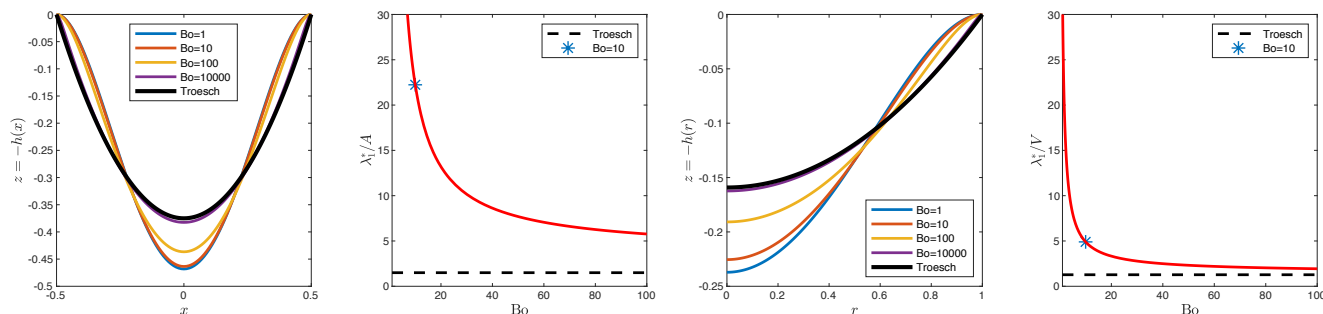 0
-0.05
-0.1
-0.15
-0.2
-0.25
-0.3
-0.35
-0.4
-0.45
-0.5
-0.5
0
0.5
z = −h(x)
x
Bo=1
Bo=10
Bo=100
Bo=10000
Troesch
30
25
20
15
10
5
0
20
40
60
80
100
λ₁*/A
Bo
Troesch
Bo=10
0
-0.05
-0.1
-0.15
-0.2
-0.25
0
0.2
0.4
0.6
0.8
1
z = −h(r)
r
Bo=1
Bo=10
Bo=100
Bo=10000
Troesch
30
25
20
15
10
5
0
20
40
60
80
100
λ₁*/V
Bo
Troesch
Bo=10